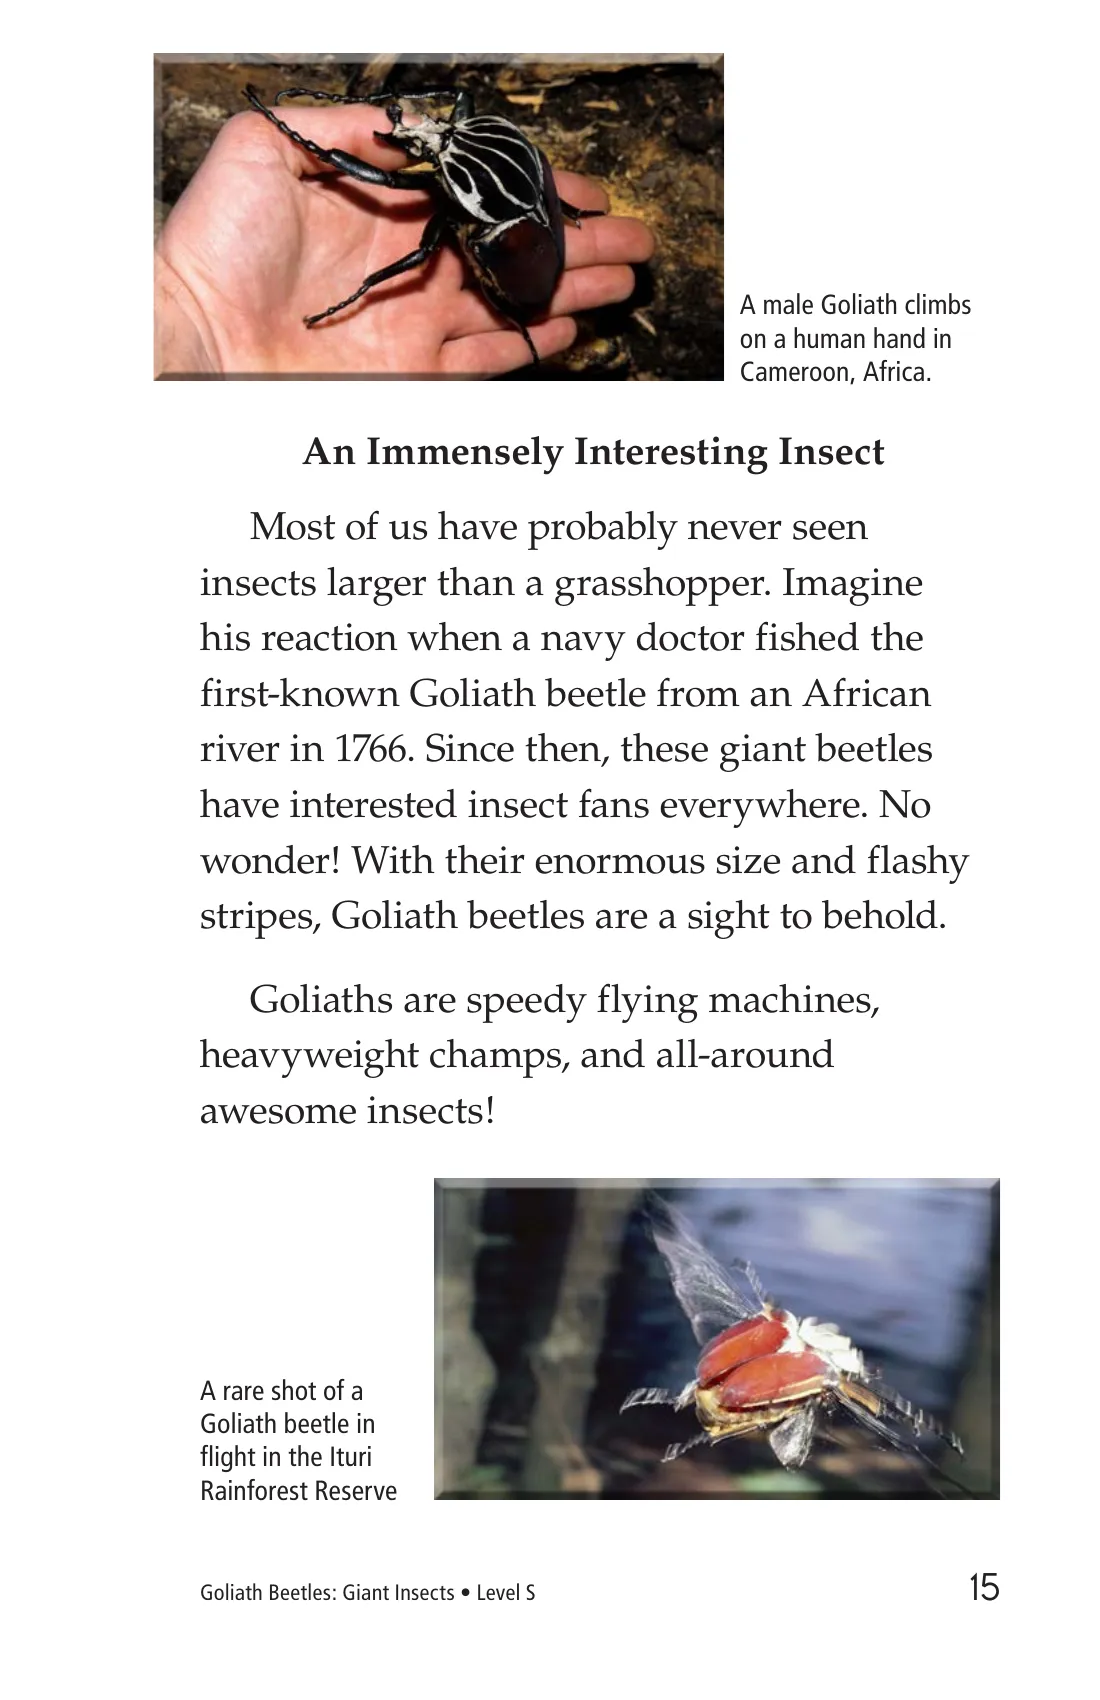 A male Goliath climbs
on a human hand in
Cameroon, Africa.
An Immensely Interesting Insect
Most of us have probably never seen
insects larger than a grasshopper. Imagine
his reaction when a navy doctor fished the
first-known Goliath beetle from an African
river in 1766. Since then, these giant beetles
have interested insect fans everywhere. No
wonder! With their enormous size and flashy
stripes, Goliath beetles are a sight to behold.
Goliaths are speedy flying machines,
heavyweight champs, and all-around
awesome insects!
A rare shot of a
Goliath beetle in
flight in the Ituri
Rainforest Reserve
Goliath Beetles: Giant Insects • Level S
15